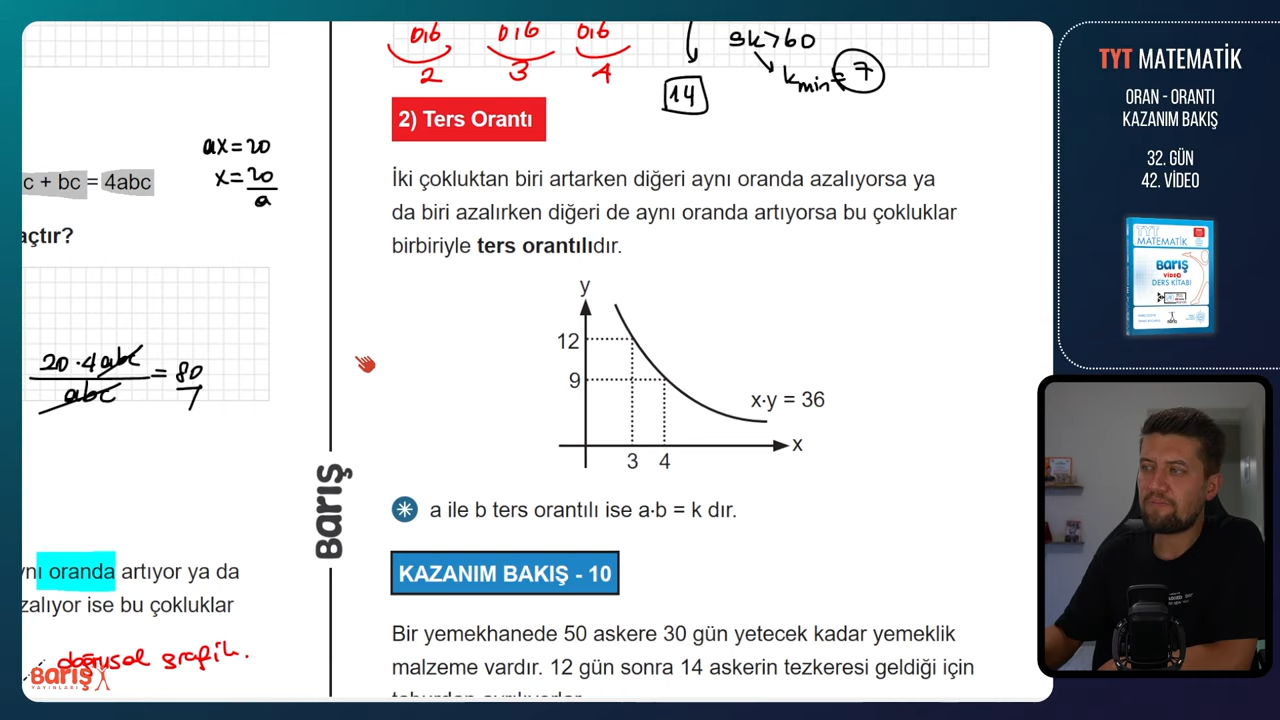 ax = 20
x = 20
a
c + bc = 4abc
açtır?
20 · 4abc
abc
= 80
7
ynı oranda artıyor ya da
zalıyor ise bu çokluklar
doğrusal grafik.
BARIŞ
YAYINLARI
BARIŞ
0,6 0,6 0,6
2 3 4
14
5k > 60
kmin = 7
2) Ters Orantı
İki çokluktan biri artarken diğeri aynı oranda azalıyorsa ya
da biri azalırken diğeri de aynı oranda artıyorsa bu çokluklar
birbiriyle ters orantılıdır.
y
12
9
x·y = 36
x
3 4
a ile b ters orantılı ise a·b = k dır.
KAZANIM BAKIŞ - 10
Bir yemekhanede 50 askere 30 gün yetecek kadar yemeklik
malzeme vardır. 12 gün sonra 14 askerin tezkeresi geldiği için
TYT MATEMATİK
ORAN - ORANTI
KAZANIM BAKIŞ
32. GÜN
42. VİDEO
TYT
MATEMATİK
BARIŞ
VİDEO
DERS KİTABI